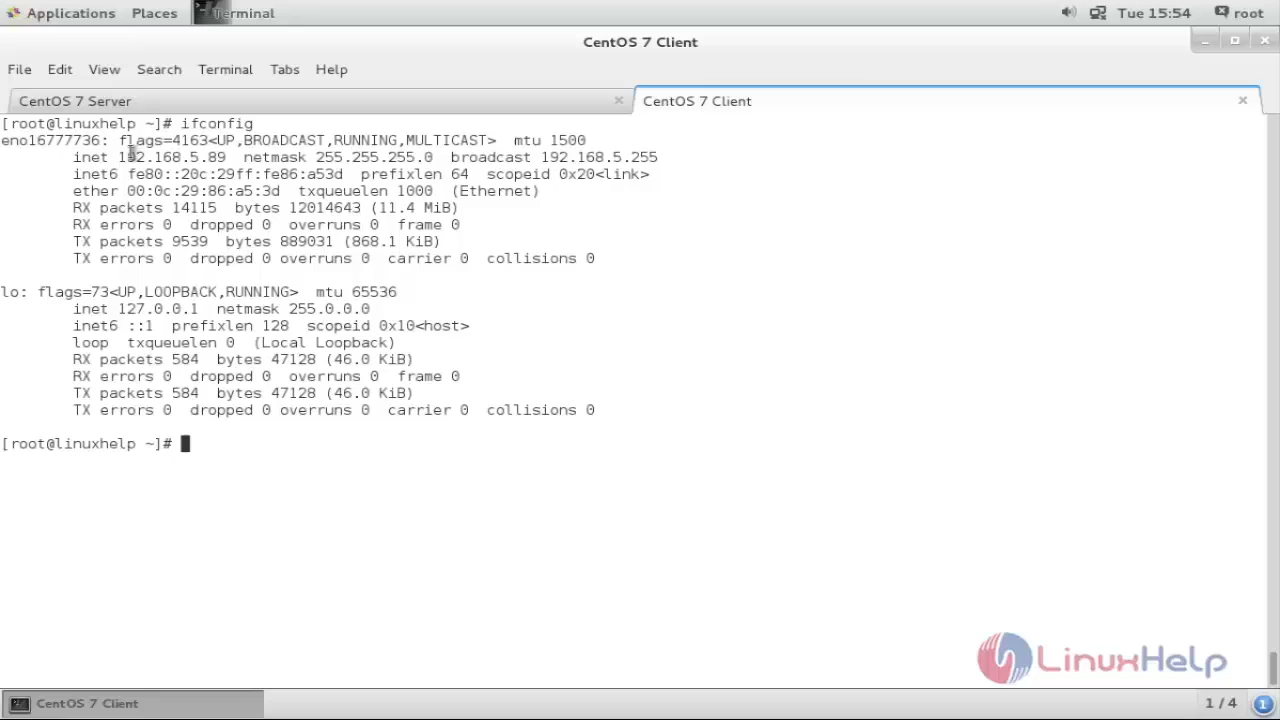 Applications Places Terminal Tue 15:54 root
CentOS 7 Client
File Edit View Search Terminal Tabs Help
CentOS 7 Server × CentOS 7 Client ×
[root@linuxhelp ~]# ifconfig
eno16777736: flags=4163<UP,BROADCAST,RUNNING,MULTICAST>  mtu 1500
        inet 192.168.5.89  netmask 255.255.255.0  broadcast 192.168.5.255
        inet6 fe80::20c:29ff:fe86:a53d  prefixlen 64  scopeid 0x20<link>
        ether 00:0c:29:86:a5:3d  txqueuelen 1000  (Ethernet)
        RX packets 14115  bytes 12014643 (11.4 MiB)
        RX errors 0  dropped 0  overruns 0  frame 0
        TX packets 9539  bytes 889031 (868.1 KiB)
        TX errors 0  dropped 0 overruns 0  carrier 0  collisions 0
lo: flags=73<UP,LOOPBACK,RUNNING>  mtu 65536
        inet 127.0.0.1  netmask 255.0.0.0
        inet6 ::1  prefixlen 128  scopeid 0x10<host>
        loop  txqueuelen 0  (Local Loopback)
        RX packets 584  bytes 47128 (46.0 KiB)
        RX errors 0  dropped 0  overruns 0  frame 0
        TX packets 584  bytes 47128 (46.0 KiB)
        TX errors 0  dropped 0 overruns 0  carrier 0  collisions 0
[root@linuxhelp ~]#
LinuxHelp
CentOS 7 Client 1 / 4 1